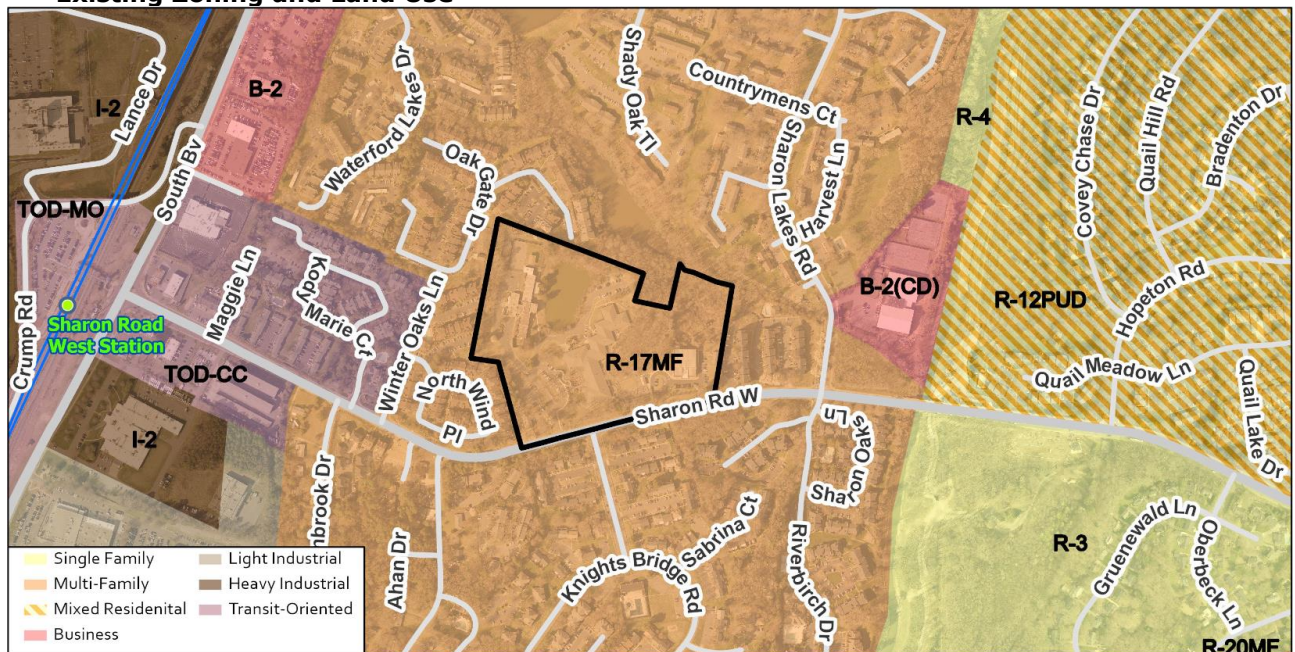 Existing Zoning and Land Use
Lance Dr
I-2
B-2
Waterford Lakes Dr
Shady Oak Tl
Countrymens Ct
Sharon Lakes Rd
Harvest Ln
R-4
Covey Chase Dr
Quail Hill Rd
Bradenton Dr
TOD-MO
South Bv
Oak Gate Dr
Crump Rd
Sharon Road
West Station
Maggie Ln
Kody Marie Ct
Winter Oaks Ln
TOD-CC
North Wind Pl
R-17MF
Sharon Rd W
B-2(CD)
R-12PUD
Hopeton Rd
Quail Meadow Ln
Quail Lake Dr
I-2
nbrook Dr
Ahan Dr
Knights Bridge Rd
Sabrina Ct
Sharon Oaks Ln
Riverbirch Dr
R-3
Gruenewald Ln
Oberbeck Ln
R-20MF
Single Family
Multi-Family
Mixed Residenital
Business
Light Industrial
Heavy Industrial
Transit-Oriented